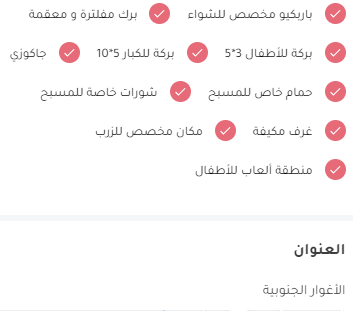 باربكيو مخصص للشواء برك مفلترة و معقمة
بركة للأطفال 3*5 بركة للكبار 5*10 جاكوزي
حمام خاص للمسبح شورات خاصة للمسبح
غرف مكيفة مكان مخصص للزرب
منطقة ألعاب للأطفال
العنوان
الأغوار الجنوبية